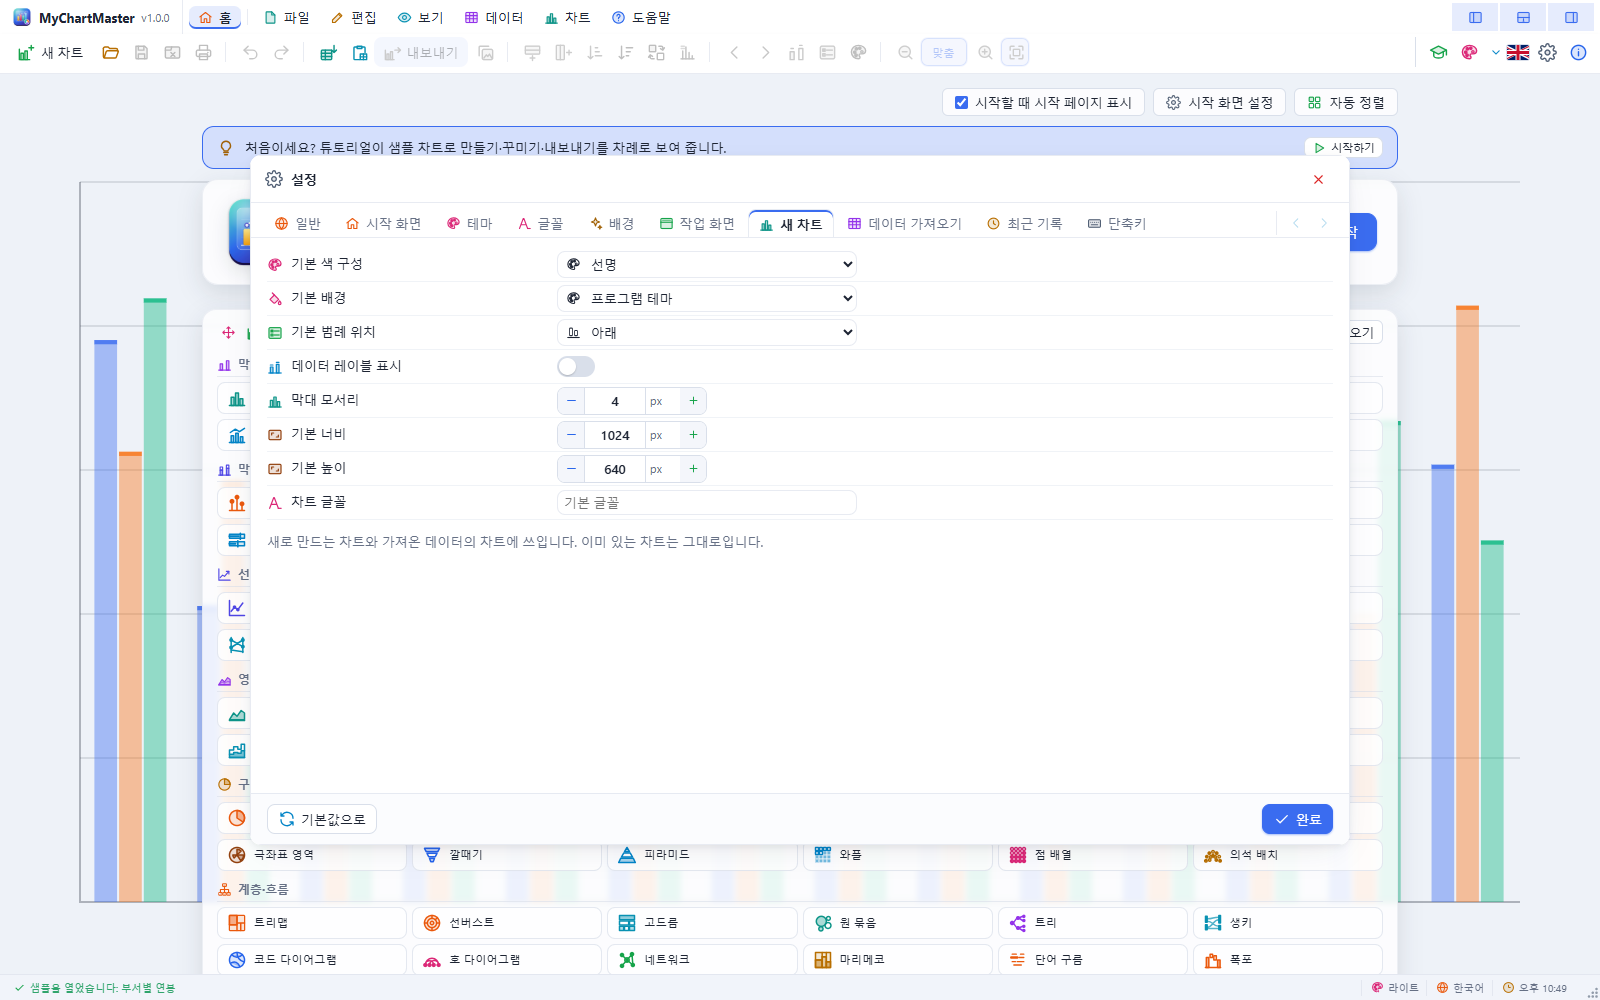 MyChartMaster v1.0.0 홈 파일 편집 보기 데이터 차트 도움말
새 차트 내보내기 맞춤
시작할 때 시작 페이지 표시 시작 화면 설정 자동 정렬
처음이세요? 튜토리얼이 샘플 차트로 만들기·꾸미기·내보내기를 차례로 보여 줍니다. 시작하기
설정
일반 시작 화면 테마 글꼴 배경 작업 화면 새 차트 데이터 가져오기 최근 기록 단축키
기본 색 구성 선명
기본 배경 프로그램 테마
기본 범례 위치 아래
데이터 레이블 표시
막대 모서리 4 px
기본 너비 1024 px
기본 높이 640 px
차트 글꼴 기본 글꼴
새로 만드는 차트와 가져온 데이터의 차트에 쓰입니다. 이미 있는 차트는 그대로입니다.
기본값으로 완료
극좌표 영역 깔때기 피라미드 와플 점 배열 의석 배치
계층·흐름
트리맵 선버스트 고드름 원 묶음 트리 생키
코드 다이어그램 호 다이어그램 네트워크 마리메코 단어 구름 폭포
샘플을 열었습니다: 부서별 연봉 라이트 한국어 오후 10:49